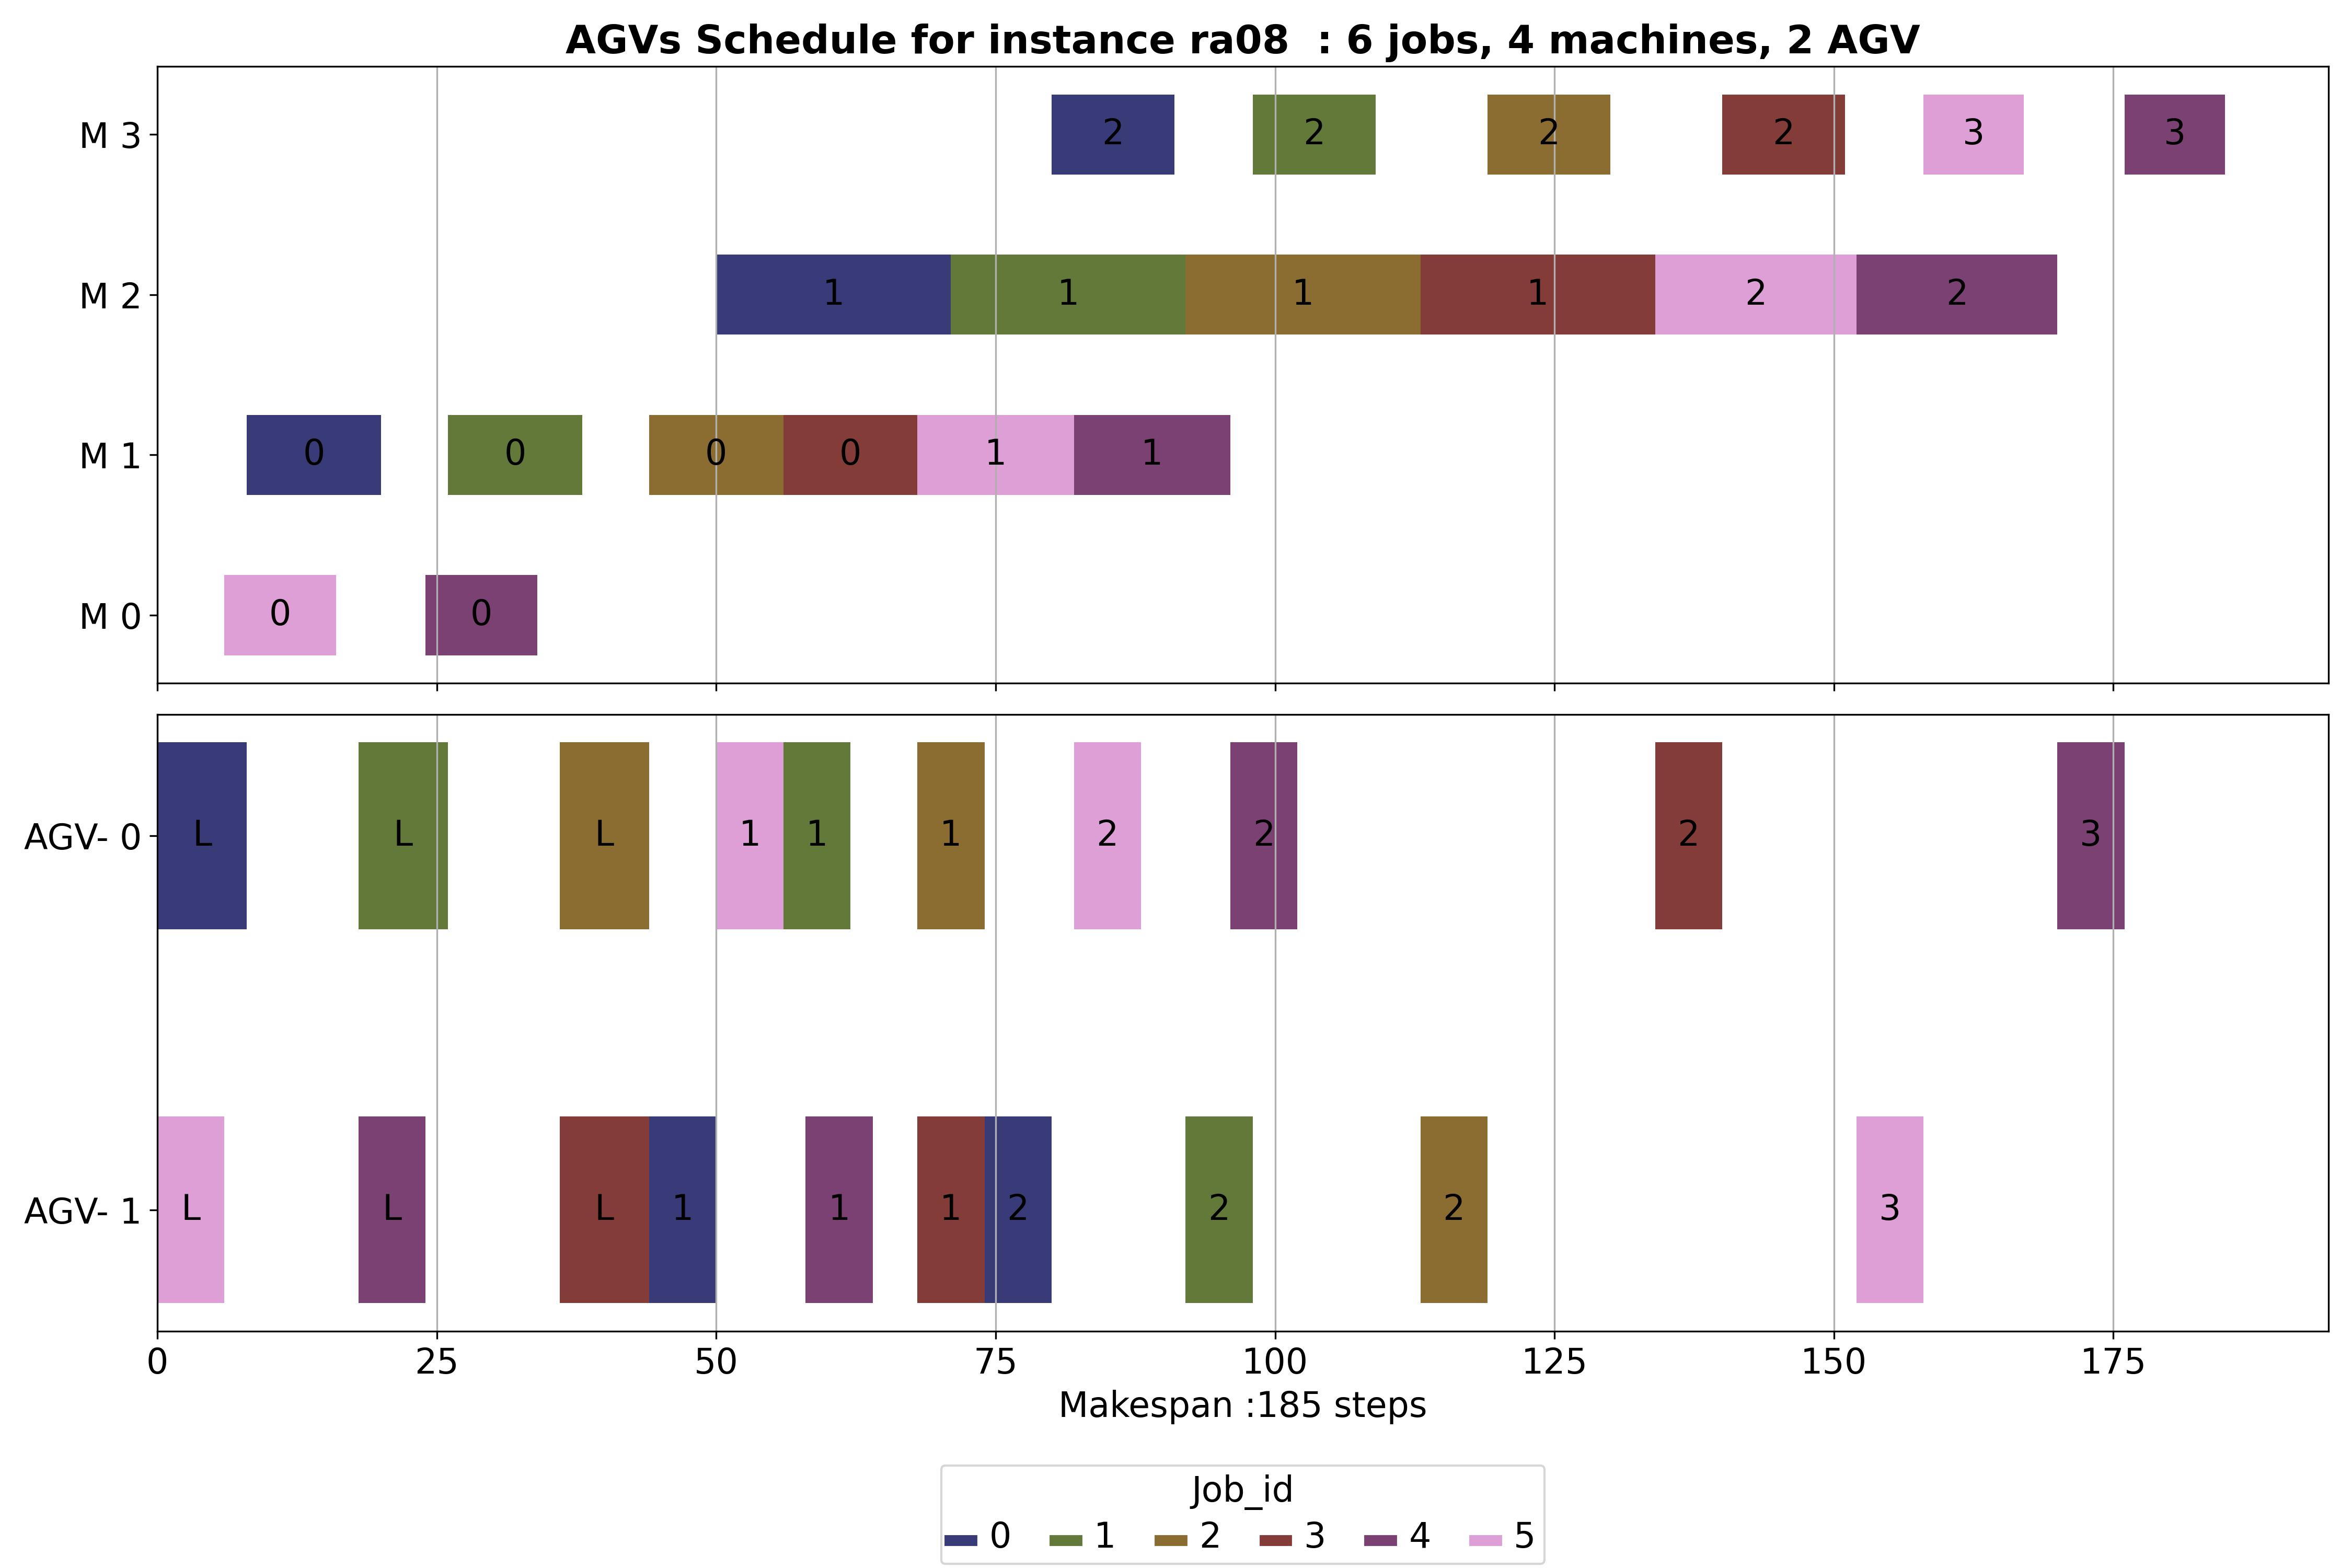 AGVs Schedule for instance ra08  : 6 jobs, 4 machines, 2 AGV
M 3
2 2 2 2 3 3
M 2
1 1 1 1 2 2
M 1
0 0 0 0 1 1
M 0
0 0
AGV- 0
L L L 1 1 1 2 2 2 3
AGV- 1
L L L 1 1 1 2 2 2 3
0 25 50 75 100 125 150 175
Makespan :185 steps
Job_id
0 1 2 3 4 5